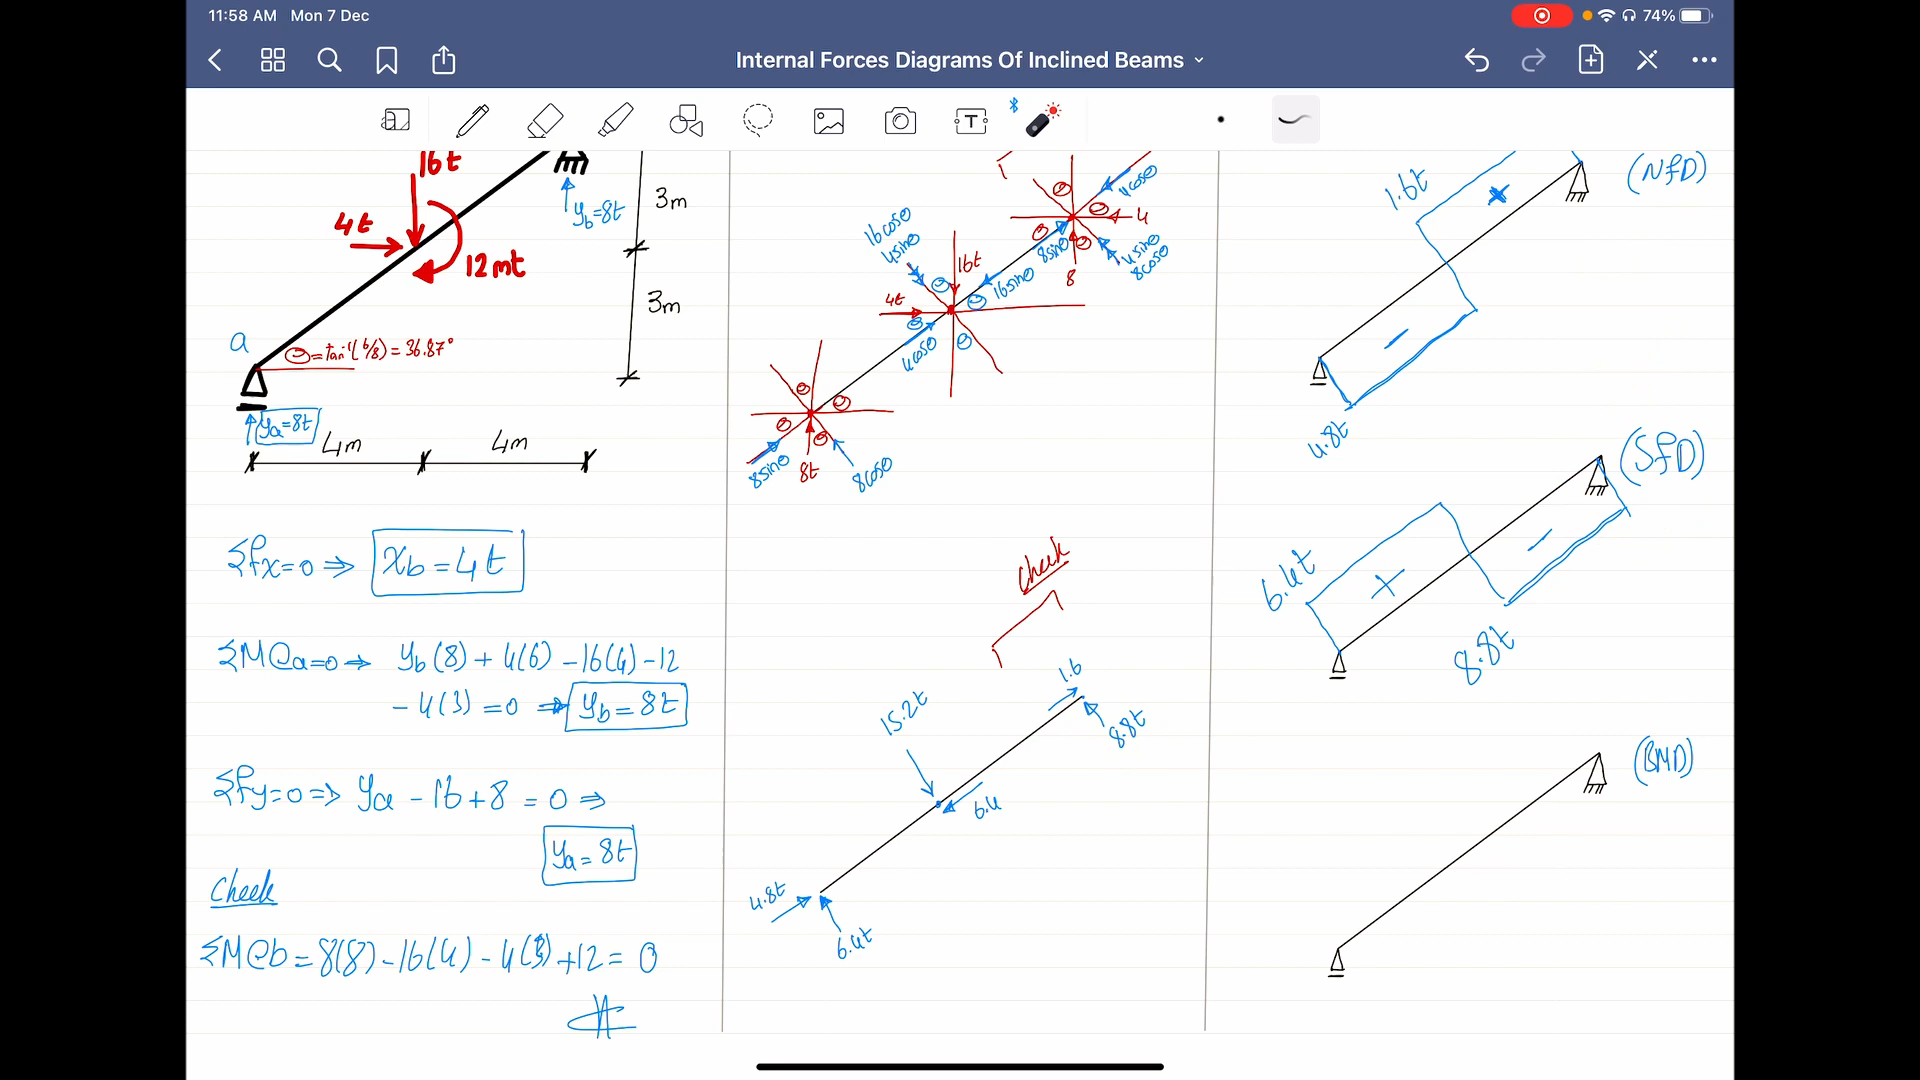 11:58 AM Mon 7 Dec
74%
Internal Forces Diagrams Of Inclined Beams
T
16t
4t
12mt
yb=8t
3m
3m
a
θ=tan⁻¹(6/8)=36.87°
ya=8t
4m
4m
Σfx=0 ⇒ xb=4t
ΣM@a=0 ⇒ yb(8)+4(6)-16(4)-12
-4(3)=0 ⇒ yb=8t
Σfy=0 ⇒ ya-16+8=0 ⇒
ya=8t
Check
ΣM@b=8(8)-16(4)-4(3)+12=0
4cosθ
θ
θ
4
θ
θ
4sinθ
8cosθ
8
8sinθ
16cosθ
4sinθ
16t
θ
16sinθ
θ
4t
θ
4cosθ
θ
θ
θ
θ
θ
8sinθ
8t
8cosθ
Check
1.6
8.8t
15.2t
6.4
4.8t
6.4t
(NfD)
1.6t
+
-
4.8t
(SfD)
6.4t
+
-
8.8t
(BMD)